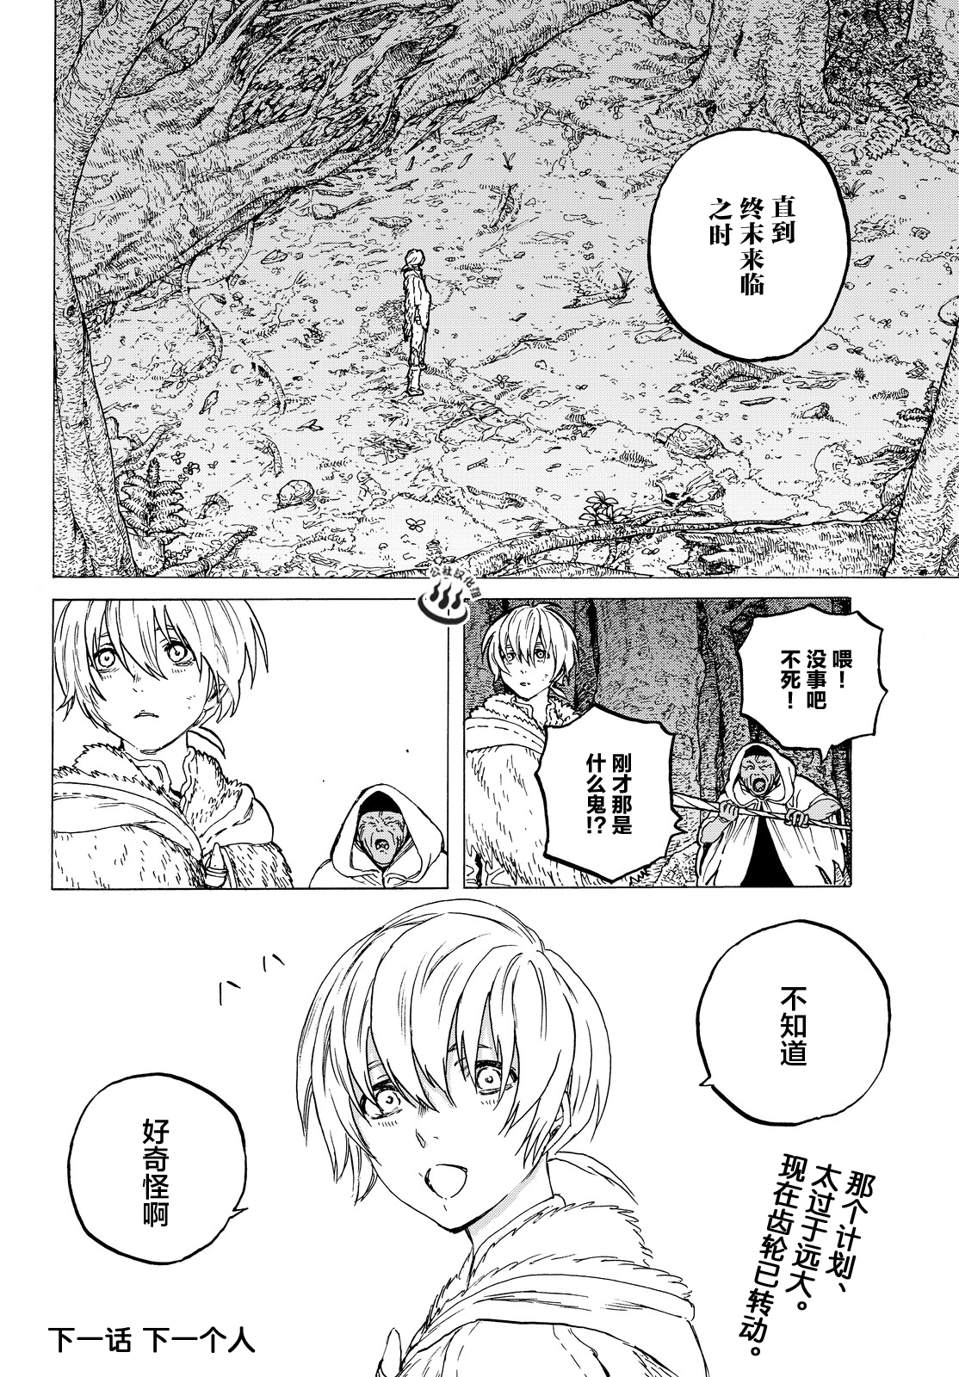 直到
终末来临
之时
喂！
没事吧
不死！
刚才那是
什么鬼!?
不知道
好奇怪啊
那个计划、
太过于远大。
现在齿轮已转动。
下一话 下一个人